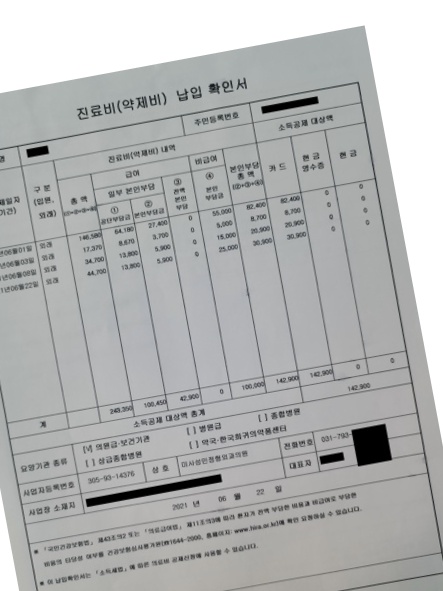 진료비(약제비) 납입 확인서
명
주민등록번호
진료비(약제비) 내역
소득공제 대상액
구 분
(입원,
외래)
총 액
(①+②+③+④)
급여
일부 본인부담
①
공단부담금
②
본인부담금
③
전액
본인
부담
비급여
④
본인
부담금
본인부담
총 액
(②+③+④)
카 드
현 금
영수증
현 금
년06월01일 외래 146,580 64,180 27,400 0 55,000 82,400 82,400 0 0
년06월03일 외래 17,370 8,670 3,700 0 5,000 8,700 8,700 0 0
1년06월08일 외래 34,700 13,800 5,900 0 15,000 20,900 20,900 0 0
1년06월22일 외래 44,700 13,800 5,900 0 25,000 30,900 30,900 0 0
계 243,350 100,450 42,900 0 100,000 142,900 142,900 0 0
소득공제 대상액 총계 142,900
요양기관 종류
[√] 의원급·보건기관 [ ] 병원급 [ ] 종합병원
[ ] 상급종합병원 [ ] 약국·한국희귀의약품센터
사업자등록번호 305-93-14376 상 호 미사성민정형외과의원 전화번호 031-793-
사업장 소재지
대표자
2021 년 06 월 22 일
* 「국민건강보험법」 제43조의2 또는 「의료급여법」 제11조의3에 따라 환자가 전액 부담한 비용과 비급여로 부담한
비용의 타당성 여부를 건강보험심사평가원(☎1644-2000, 홈페이지: www.hira.or.kr)에 확인 요청하실 수 있습니다.
* 이 납입확인서는 「소득세법」에 따른 의료비 공제신청에 사용할 수 있습니다.